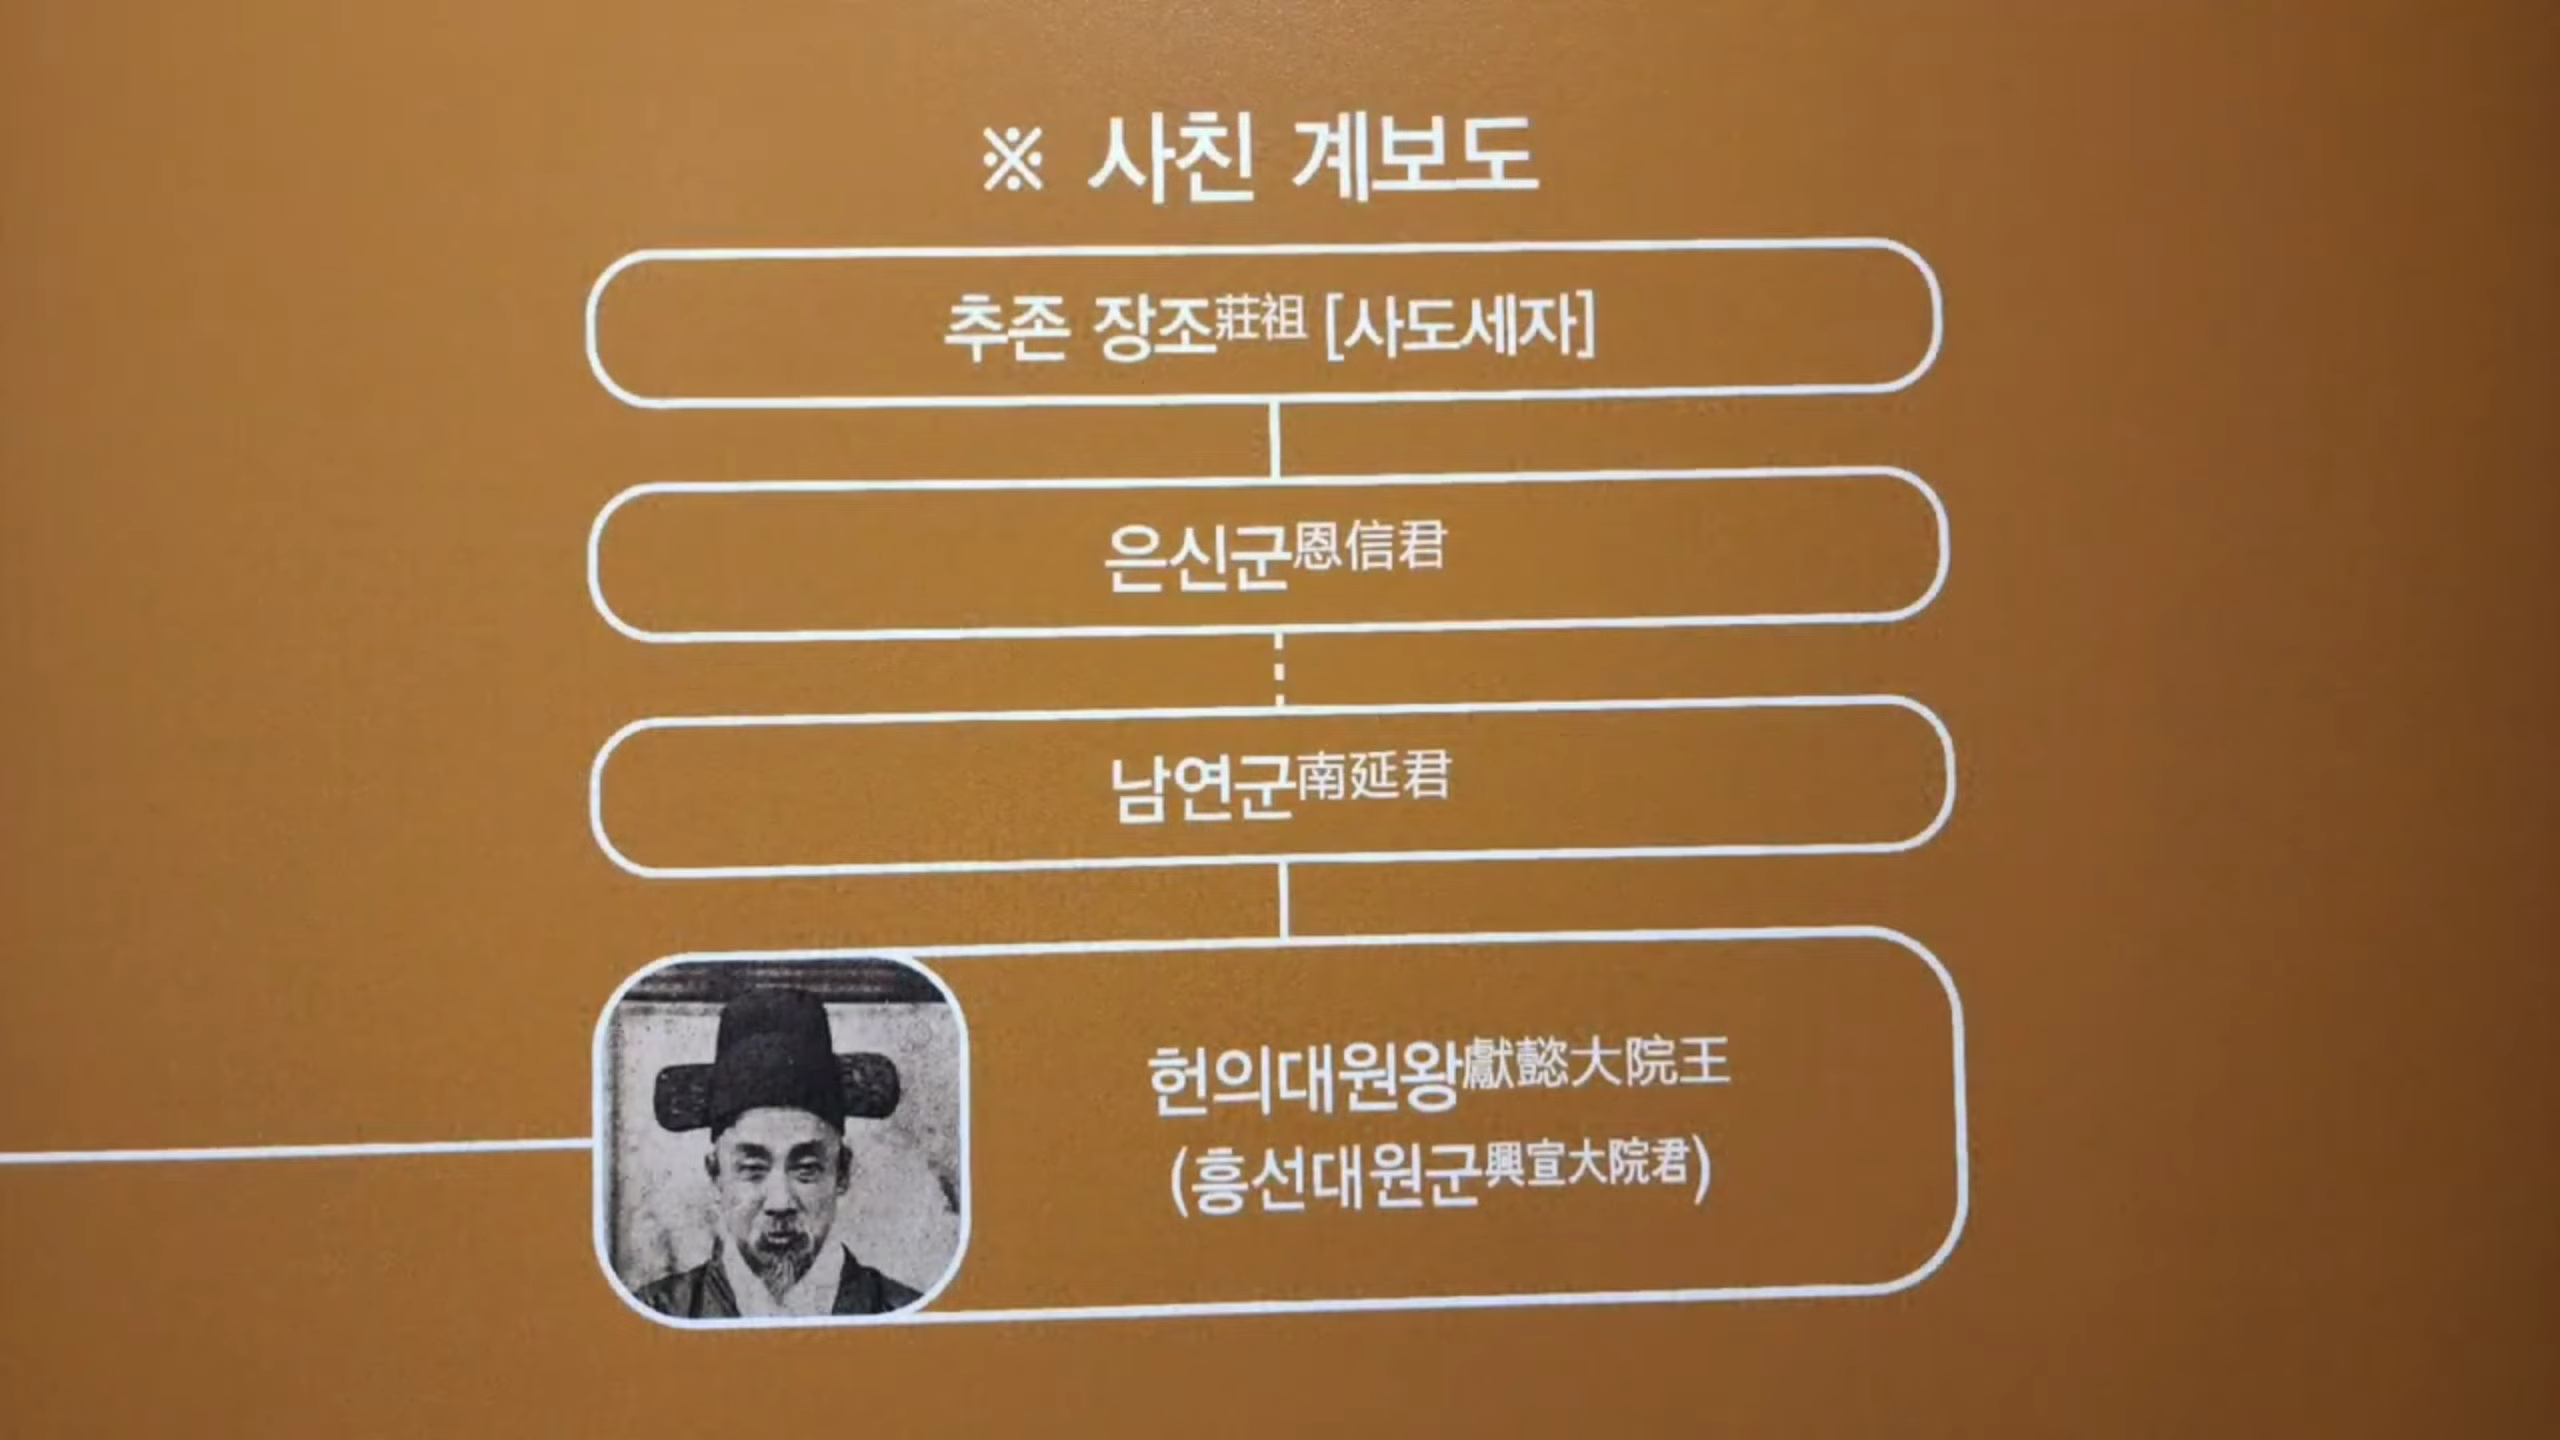 ※ 사친 계보도
추존 장조莊祖 [사도세자]
은신군恩信君
남연군南延君
헌의대원왕獻懿大院王
(흥선대원군興宣大院君)